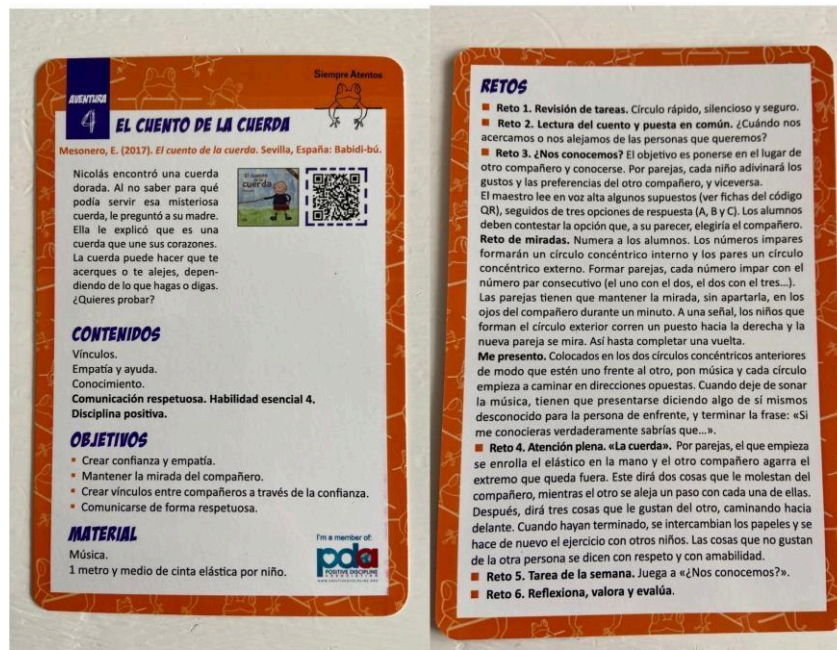 Siempre Atentos
AVENTURA
4
EL CUENTO DE LA CUERDA
Mesonero, E. (2017). El cuento de la cuerda. Sevilla, España: Babidi-bú.
Nicolás encontró una cuerda
dorada. Al no saber para qué
podía servir esa misteriosa
cuerda, le preguntó a su madre.
Ella le explicó que es una
cuerda que une sus corazones.
La cuerda puede hacer que te
acerques o te alejes, depen-
diendo de lo que hagas o digas.
¿Quieres probar?
El cuento
de la
cuerda
CONTENIDOS
Vínculos.
Empatía y ayuda.
Conocimiento.
Comunicación respetuosa. Habilidad esencial 4.
Disciplina positiva.
OBJETIVOS
▪ Crear confianza y empatía.
▪ Mantener la mirada del compañero.
▪ Crear vínculos entre compañeros a través de la confianza.
▪ Comunicarse de forma respetuosa.
MATERIAL
Música.
1 metro y medio de cinta elástica por niño.
I'm a member of:
pda
POSITIVE DISCIPLINE
ASSOCIATION
WWW.POSITIVEDISCIPLINE.ORG
RETOS
■ Reto 1. Revisión de tareas. Círculo rápido, silencioso y seguro.
■ Reto 2. Lectura del cuento y puesta en común. ¿Cuándo nos
acercamos o nos alejamos de las personas que queremos?
■ Reto 3. ¿Nos conocemos? El objetivo es ponerse en el lugar de
otro compañero y conocerse. Por parejas, cada niño adivinará los
gustos y las preferencias del otro compañero, y viceversa.
El maestro lee en voz alta algunos supuestos (ver fichas del código
QR), seguidos de tres opciones de respuesta (A, B y C). Los alumnos
deben contestar la opción que, a su parecer, elegiría el compañero.
Reto de miradas. Numera a los alumnos. Los números impares
formarán un círculo concéntrico interno y los pares un círculo
concéntrico externo. Formar parejas, cada número impar con el
número par consecutivo (el uno con el dos, el dos con el tres...).
Las parejas tienen que mantener la mirada, sin apartarla, en los
ojos del compañero durante un minuto. A una señal, los niños que
forman el círculo exterior corren un puesto hacia la derecha y la
nueva pareja se mira. Así hasta completar una vuelta.
Me presento. Colocados en los dos círculos concéntricos anteriores
de modo que estén uno frente al otro, pon música y cada círculo
empieza a caminar en direcciones opuestas. Cuando deje de sonar
la música, tienen que presentarse diciendo algo de sí mismos
desconocido para la persona de enfrente, y terminar la frase: «Si
me conocieras verdaderamente sabrías que...».
■ Reto 4. Atención plena. «La cuerda». Por parejas, el que empieza
se enrolla el elástico en la mano y el otro compañero agarra el
extremo que queda fuera. Este dirá dos cosas que le molestan del
compañero, mientras el otro se aleja un paso con cada una de ellas.
Después, dirá tres cosas que le gustan del otro, caminando hacia
delante. Cuando hayan terminado, se intercambian los papeles y se
hace de nuevo el ejercicio con otros niños. Las cosas que no gustan
de la otra persona se dicen con respeto y con amabilidad.
■ Reto 5. Tarea de la semana. Juega a «¿Nos conocemos?».
■ Reto 6. Reflexiona, valora y evalúa.